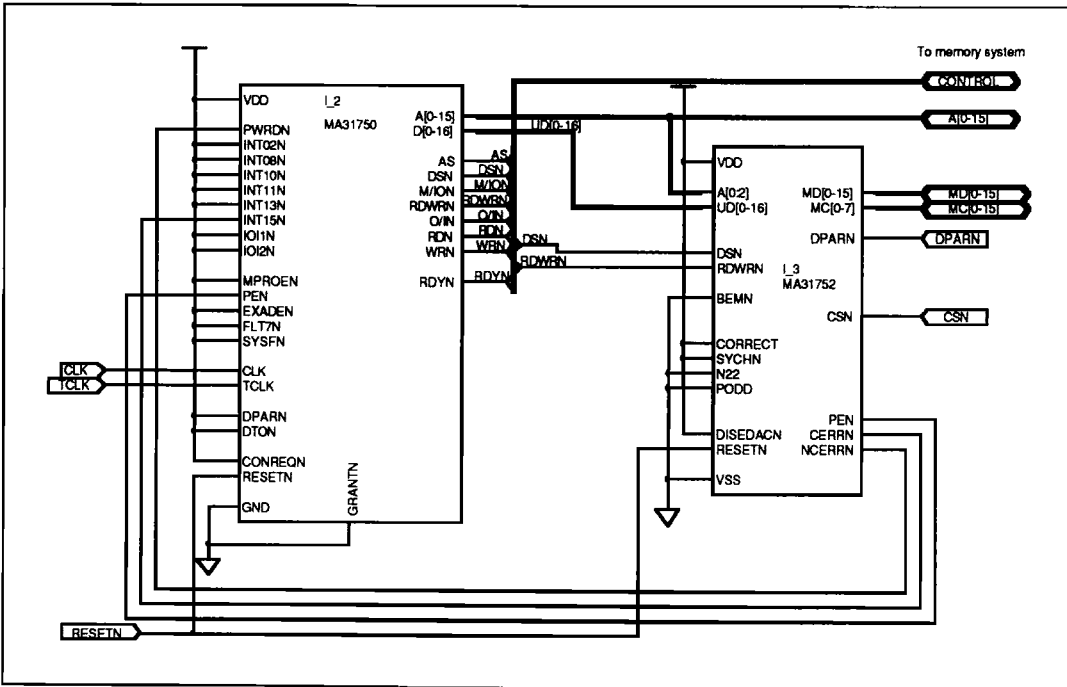 To memory system
CONTROL
A[0-15]
VDD
I_2
MA31750
A[0-15]
D[0-16]
UD[0-16]
PWRDN
INT02N
INT08N
INT10N
INT11N
INT13N
INT15N
IOI1N
IOI2N
MPROEN
PEN
EXADEN
FLT7N
SYSFN
CLK
TCLK
CLK
TCLK
DPARN
DTON
CONREQN
RESETN
GND
GRANTN
AS
DSN
M/ION
RDWRN
O/IN
RDN
WRN
RDYN
AS
DSN
M/ION
RDWRN
O/IN
RDN
WRN
RDYN
DSN
RDWRN
VDD
A[0:2]
UD[0-16]
MD[0-15]
MC[0-7]
MD[0-15]
MC[0-15]
DPARN
DPARN
DSN
RDWRN
I_3
MA31752
BEMN
CSN
CSN
CORRECT
SYCHN
N22
PODD
PEN
CERRN
NCERRN
DISEDACN
RESETN
VSS
RESETN